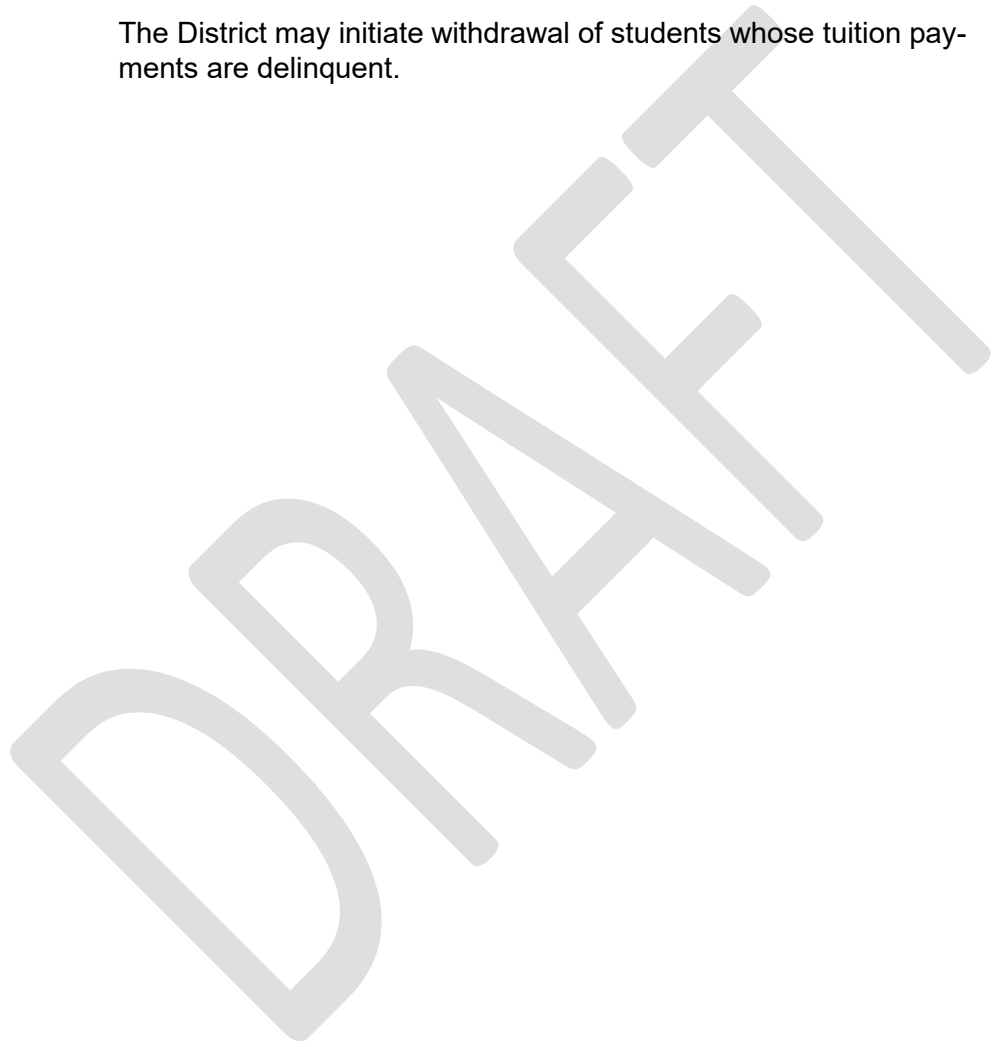 The District may initiate withdrawal of students whose tuition pay-
ments are delinquent.
DRAFT